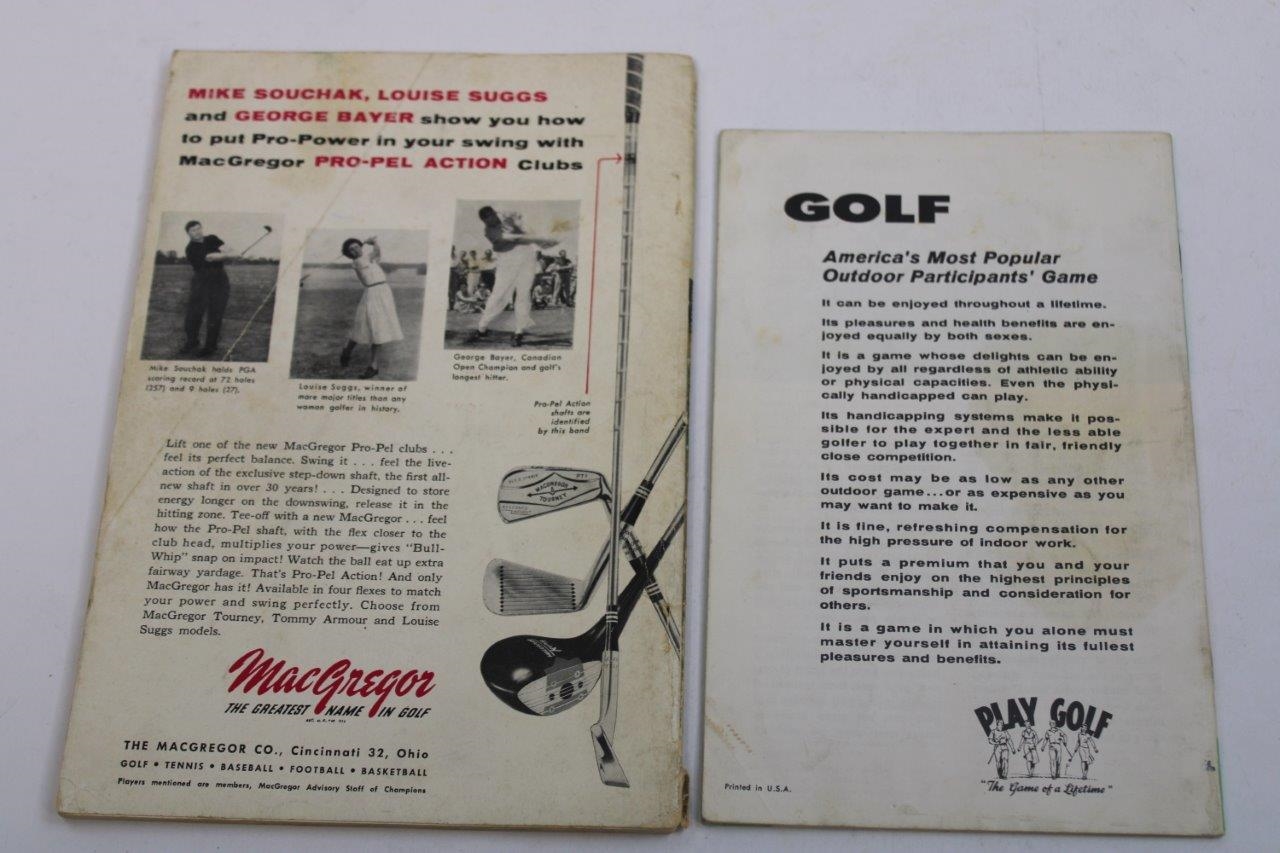 MIKE SOUCHAK, LOUISE SUGGS
and GEORGE BAYER show you how
to put Pro-Power in your swing with
MacGregor PRO-PEL ACTION Clubs
Mike Souchak holds PGA
scoring record at 72 holes
(257) and 9 holes (27).
Louise Suggs, winner of
more major titles than any
woman golfer in history.
George Bayer, Canadian
Open Champion and golf's
longest hitter.
Pro-Pel Action
shafts are
identified
by this band
Lift one of the new MacGregor Pro-Pel clubs . . .
feel its perfect balance. Swing it . . . feel the live-
action of the exclusive step-down shaft, the first all-
new shaft in over 30 years! . . . Designed to store
energy longer on the downswing, release it in the
hitting zone. Tee-off with a new MacGregor . . . feel
how the Pro-Pel shaft, with the flex closer to the
club head, multiplies your power—gives "Bull-
Whip" snap on impact! Watch the ball eat up extra
fairway yardage. That's Pro-Pel Action! And only
MacGregor has it! Available in four flexes to match
your power and swing perfectly. Choose from
MacGregor Tourney, Tommy Armour and Louise
Suggs models.
MACGREGOR
TOURNEY
MacGregor
THE GREATEST NAME IN GOLF
THE MACGREGOR CO., Cincinnati 32, Ohio
GOLF • TENNIS • BASEBALL • FOOTBALL • BASKETBALL
Players mentioned are members, MacGregor Advisory Staff of Champions
GOLF
America's Most Popular
Outdoor Participants' Game
It can be enjoyed throughout a lifetime.
Its pleasures and health benefits are en-
joyed equally by both sexes.
It is a game whose delights can be en-
joyed by all regardless of athletic ability
or physical capacities. Even the physi-
cally handicapped can play.
Its handicapping systems make it pos-
sible for the expert and the less able
golfer to play together in fair, friendly
close competition.
Its cost may be as low as any other
outdoor game...or as expensive as you
may want to make it.
It is fine, refreshing compensation for
the high pressure of indoor work.
It puts a premium that you and your
friends enjoy on the highest principles
of sportsmanship and consideration for
others.
It is a game in which you alone must
master yourself in attaining its fullest
pleasures and benefits.
PLAY GOLF
"The Game of a Lifetime"
Printed in U.S.A.